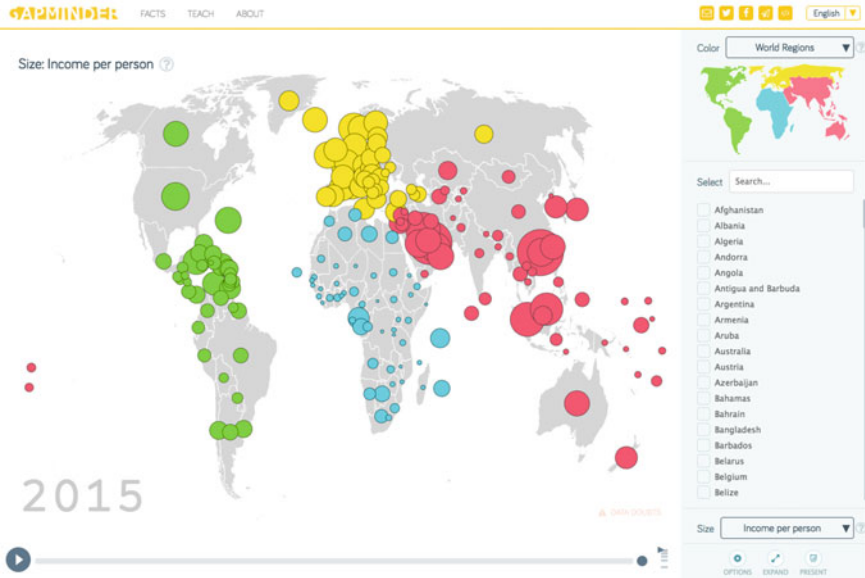 GAPMINDER FACTS TEACH ABOUT English
Size: Income per person ?
Color World Regions
Select Search...
Afghanistan
Albania
Algeria
Andorra
Angola
Antigua and Barbuda
Argentina
Armenia
Aruba
Australia
Austria
Azerbaijan
Bahamas
Bahrain
Bangladesh
Barbados
Belarus
Belgium
Belize
2015
DATA DOUBTS
Size Income per person
OPTIONS EXPAND PRESENT